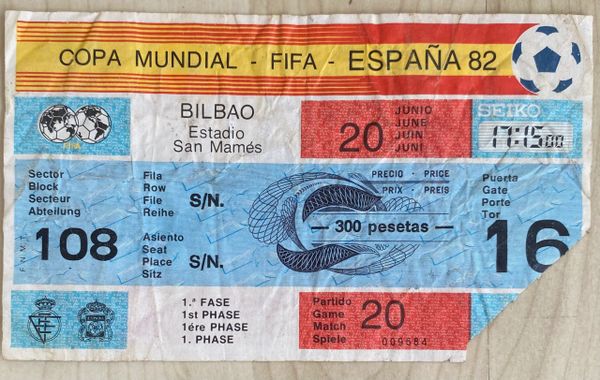 COPA MUNDIAL - FIFA - ESPAÑA 82
FIFA
BILBAO
Estadio
San Mamés
20
JUNIO
JUNE
JUIN
JUNI
SEIKO
17:15 00
Sector
Block
Secteur
Abteilung
108
Fila
Row
File
Reihe
S/N.
Asiento
Seat
Place
Sitz
S/N.
PRECIO - PRICE
PRIX - PREIS
300 pesetas
Puerta
Gate
Porte
Tor
16
F.N.M.T.
1.ª FASE
1st PHASE
1ére PHASE
1. PHASE
Partido
Game
Match
Spiele
20
009584